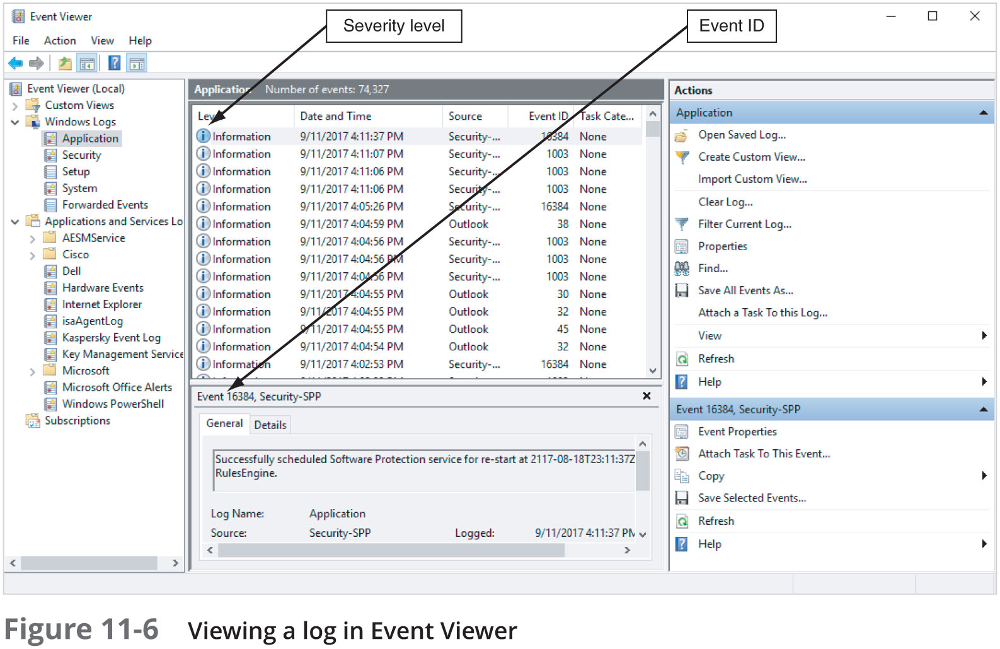 Event Viewer
Severity level
Event ID
File Action View Help
Event Viewer (Local)
Custom Views
Windows Logs
Application
Security
Setup
System
Forwarded Events
Applications and Services Lo
AESMService
Cisco
Dell
Hardware Events
Internet Explorer
isaAgentLog
Kaspersky Event Log
Key Management Service
Microsoft
Microsoft Office Alerts
Windows PowerShell
Subscriptions
Application Number of events: 74,327
Date and Time Source Event ID Task Cate...
Information 9/11/2017 4:11:37 PM Security-... 16384 None
Information 9/11/2017 4:11:07 PM Security-... 1003 None
Information 9/11/2017 4:11:06 PM Security-... 1003 None
Information 9/11/2017 4:11:06 PM Security-... 1003 None
Information 9/11/2017 4:05:26 PM Security-... 16384 None
Information 9/11/2017 4:04:59 PM Outlook 38 None
Information 9/11/2017 4:04:56 PM Security-... 1003 None
Information 9/11/2017 4:04:56 PM Security-... 1003 None
Information 9/11/2017 4:04:56 PM Security-... 1003 None
Information 9/11/2017 4:04:55 PM Outlook 30 None
Information 9/11/2017 4:04:55 PM Outlook 32 None
Information 9/11/2017 4:04:55 PM Outlook 45 None
Information 9/11/2017 4:04:54 PM Outlook 32 None
Information 9/11/2017 4:02:53 PM Security-... 16384 None
Event 16384, Security-SPP
General Details
Successfully scheduled Software Protection service for re-start at 2117-08-18T23:11:37Z
RulesEngine.
Log Name: Application
Source: Security-SPP Logged: 9/11/2017 4:11:37 PM
Actions
Application
Open Saved Log...
Create Custom View...
Import Custom View...
Clear Log...
Filter Current Log...
Properties
Find...
Save All Events As...
Attach a Task To this Log...
View
Refresh
Help
Event 16384, Security-SPP
Event Properties
Attach Task To This Event...
Copy
Save Selected Events...
Refresh
Help
Figure 11-6 Viewing a log in Event Viewer